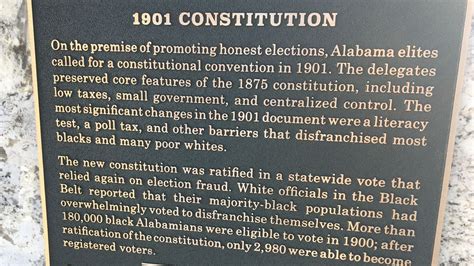 1901 CONSTITUTION
On the premise of promoting honest elections, Alabama elites
called for a constitutional convention in 1901. The delegates
preserved core features of the 1875 constitution, including
low taxes, small government, and centralized control. The
most significant changes in the 1901 document were a literacy
test, a poll tax, and other barriers that disfranchised most
blacks and many poor whites.
The new constitution was ratified in a statewide vote that
relied again on election fraud. White officials in the Black
Belt reported that their majority-black populations had
overwhelmingly voted to disfranchise themselves. More than
180,000 black Alabamians were eligible to vote in 1900; after
ratification of the constitution, only 2,980 were able to become
registered voters.